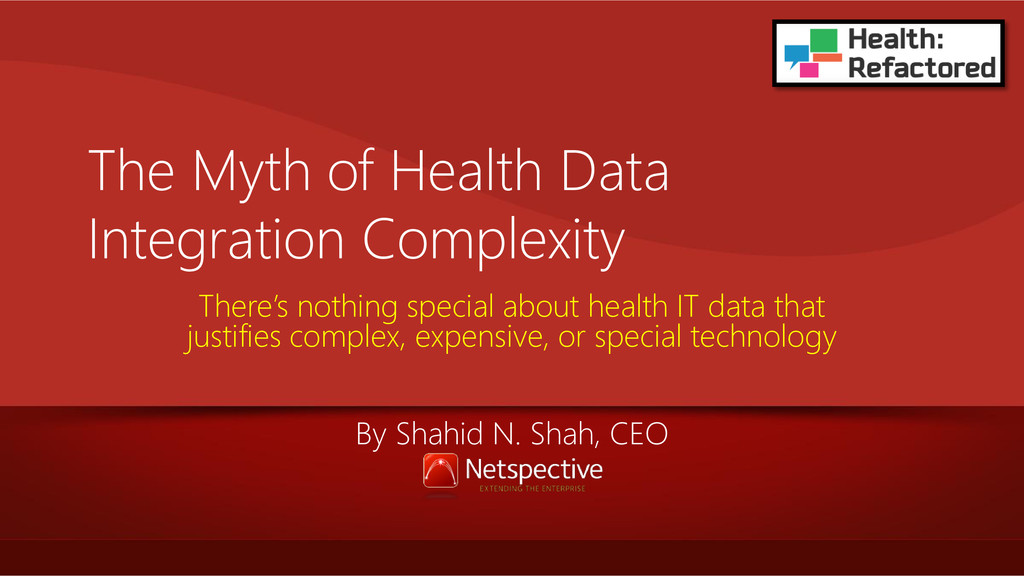 Health:
Refactored
The Myth of Health Data
Integration Complexity
There’s nothing special about health IT data that
justifies complex, expensive, or special technology
By Shahid N. Shah, CEO
Netspective
EXTENDING THE ENTERPRISE